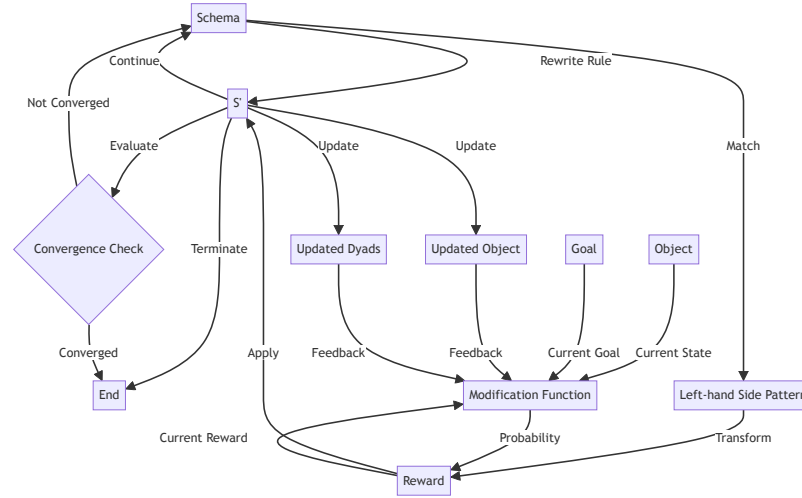 Schema
Continue
Rewrite Rule
Not Converged
S'
Evaluate
Update
Update
Match
Convergence Check
Terminate
Updated Dyads
Updated Object
Goal
Object
Converged
Apply
Feedback
Feedback
Current Goal
Current State
End
Modification Function
Left-hand Side Pattern
Current Reward
Probability
Transform
Reward